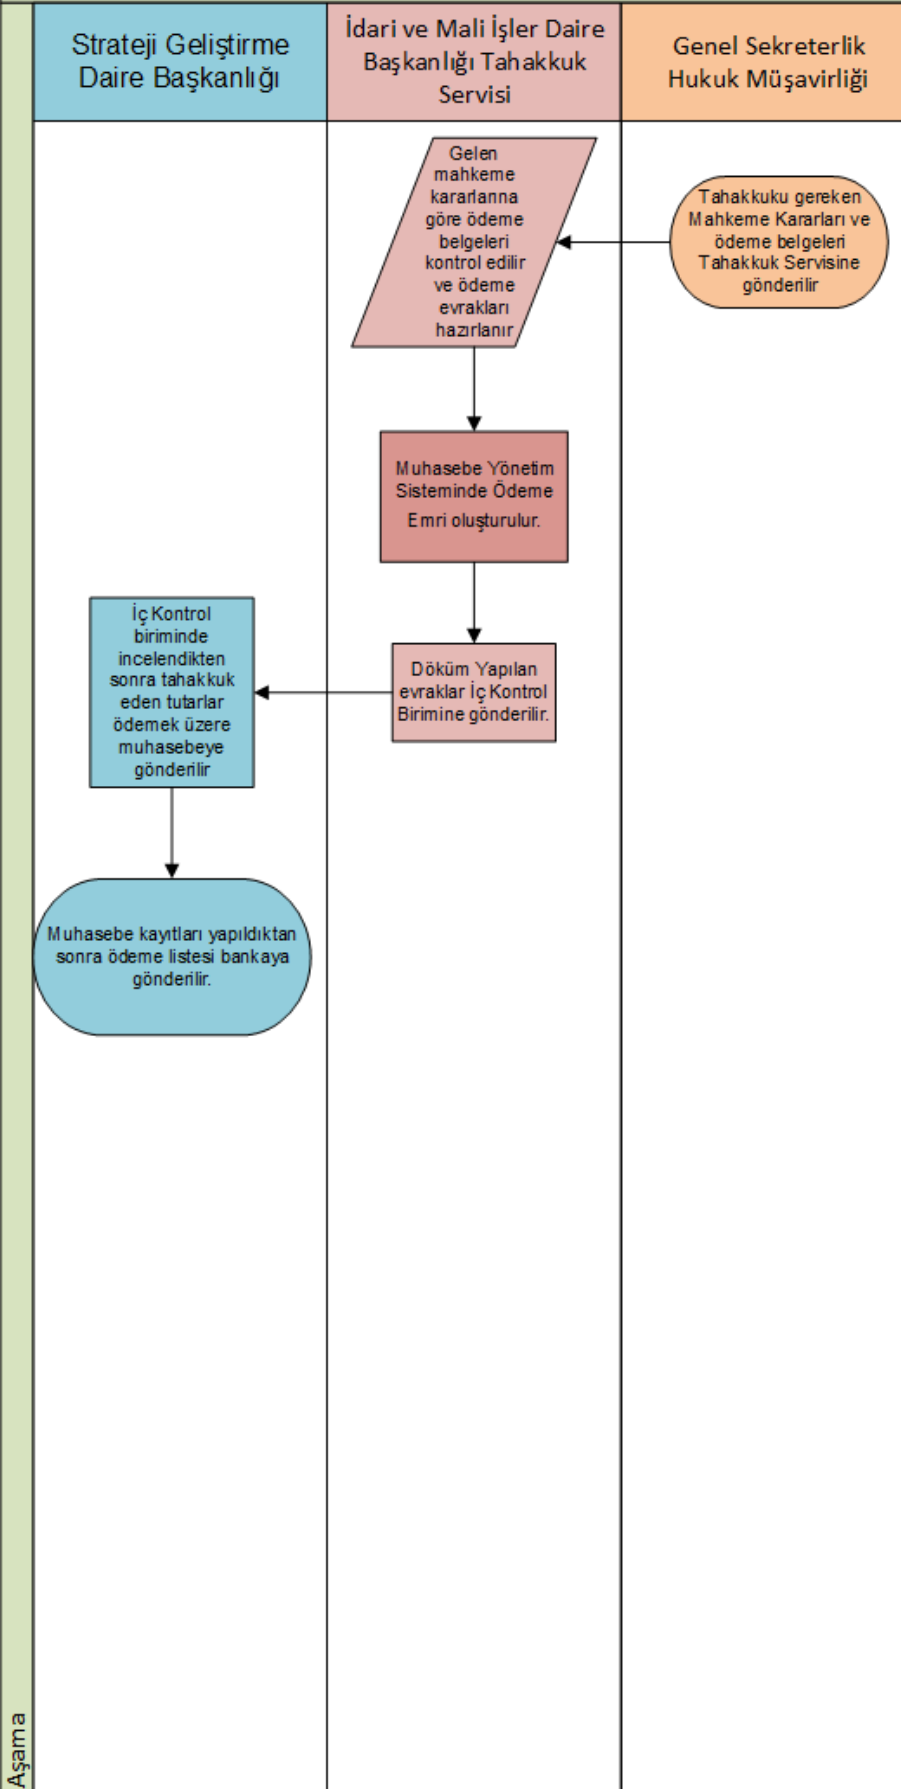 Strateji Geliştirme
Daire Başkanlığı
İdari ve Mali İşler Daire
Başkanlığı Tahakkuk
Servisi
Genel Sekreterlik
Hukuk Müşavirliği
Tahakkuku gereken
Mahkeme Kararları ve
ödeme belgeleri
Tahakkuk Servisine
gönderilir
Gelen
mahkeme
kararlarına
göre ödeme
belgeleri
kontrol edilir
ve ödeme
evrakları
hazırlanır
Muhasebe Yönetim
Sisteminde Ödeme
Emri oluşturulur.
Döküm Yapılan
evraklar İç Kontrol
Birimine gönderilir.
İç Kontrol
biriminde
incelendikten
sonra tahakkuk
eden tutarlar
ödemek üzere
muhasebeye
gönderilir
Muhasebe kayıtları yapıldıktan
sonra ödeme listesi bankaya
gönderilir.
Aşama